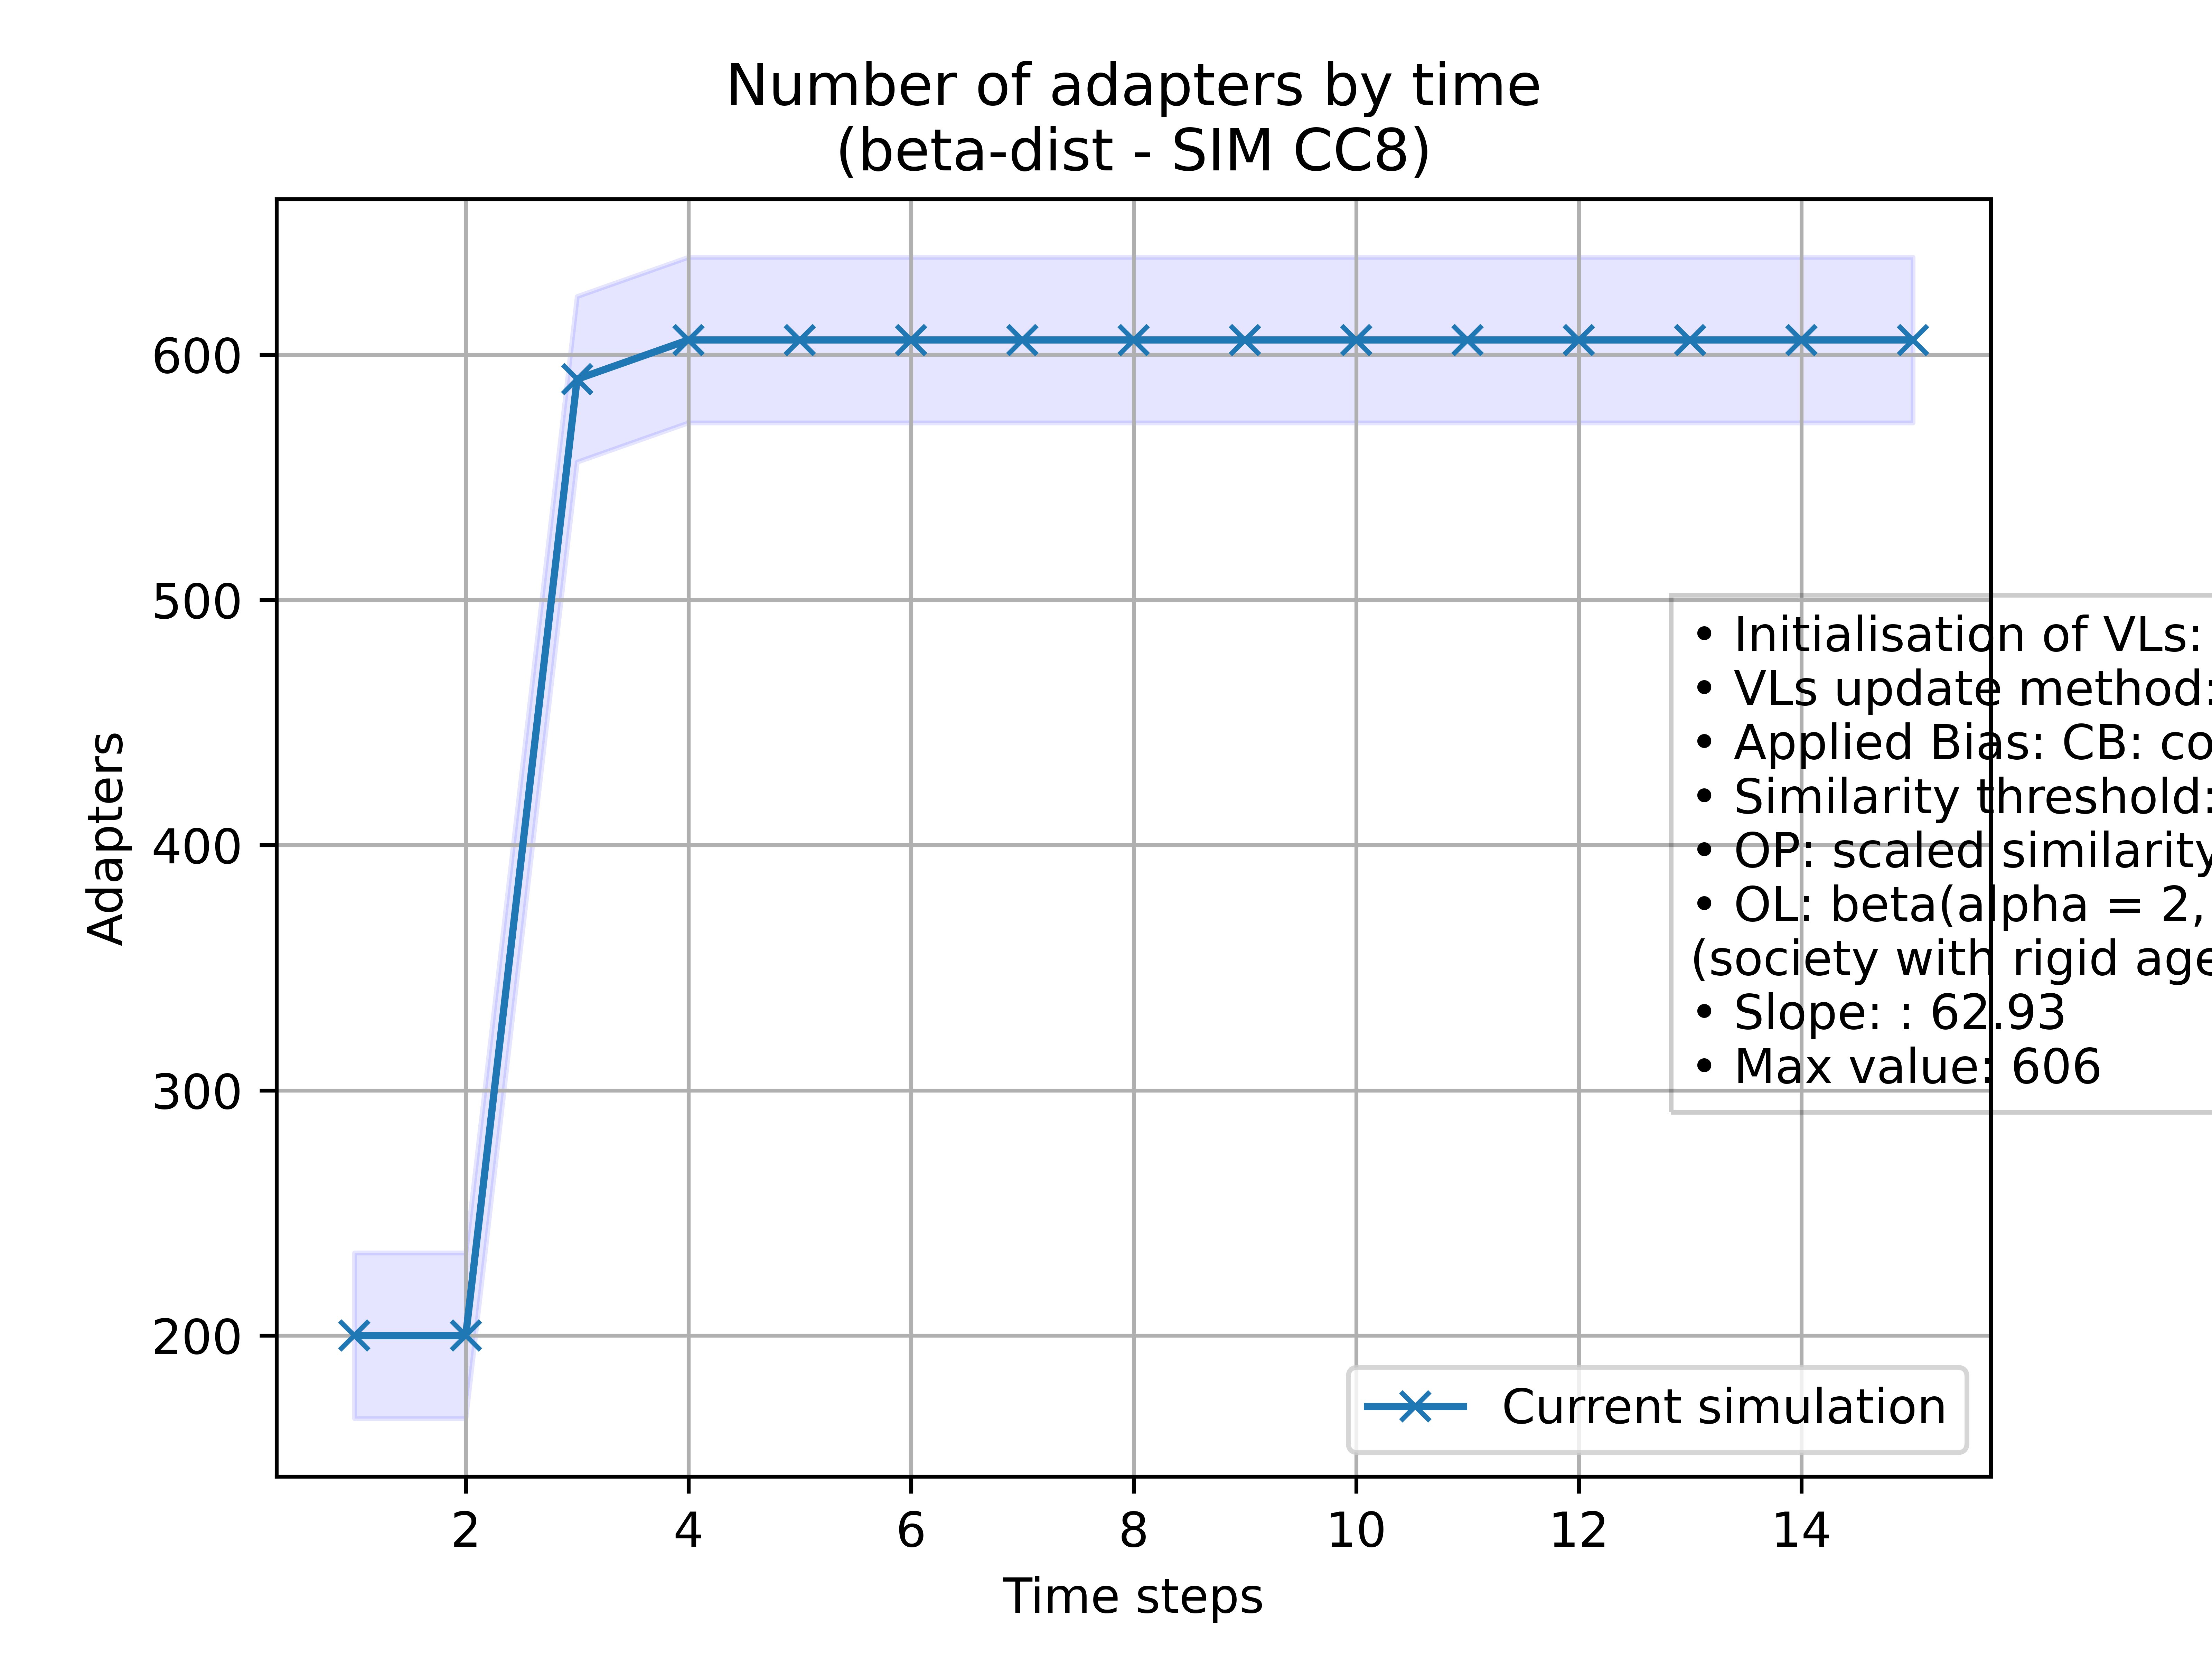 Number of adapters by time
(beta-dist - SIM CC8)
Adapters
600
500
400
300
200
• Initialisation of VLs:
• VLs update method:
• Applied Bias: CB:
• Similarity threshold:
• OP: scaled similarity
• OL: beta(alpha = 2,
(society with rigid
• Slope: : 62.93
• Max value: 606
Current simulation
2 4 6 8 10 12 14
Time steps